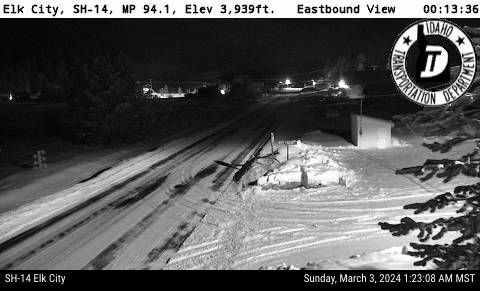 Elk City, SH-14, MP 94.1, Elev 3,939ft. Eastbound View 00:13:36
IDAHO
TRANSPORTATION DEPARTMENT
SH-14 Elk City Sunday, March 3, 2024 1:23:08 AM MST